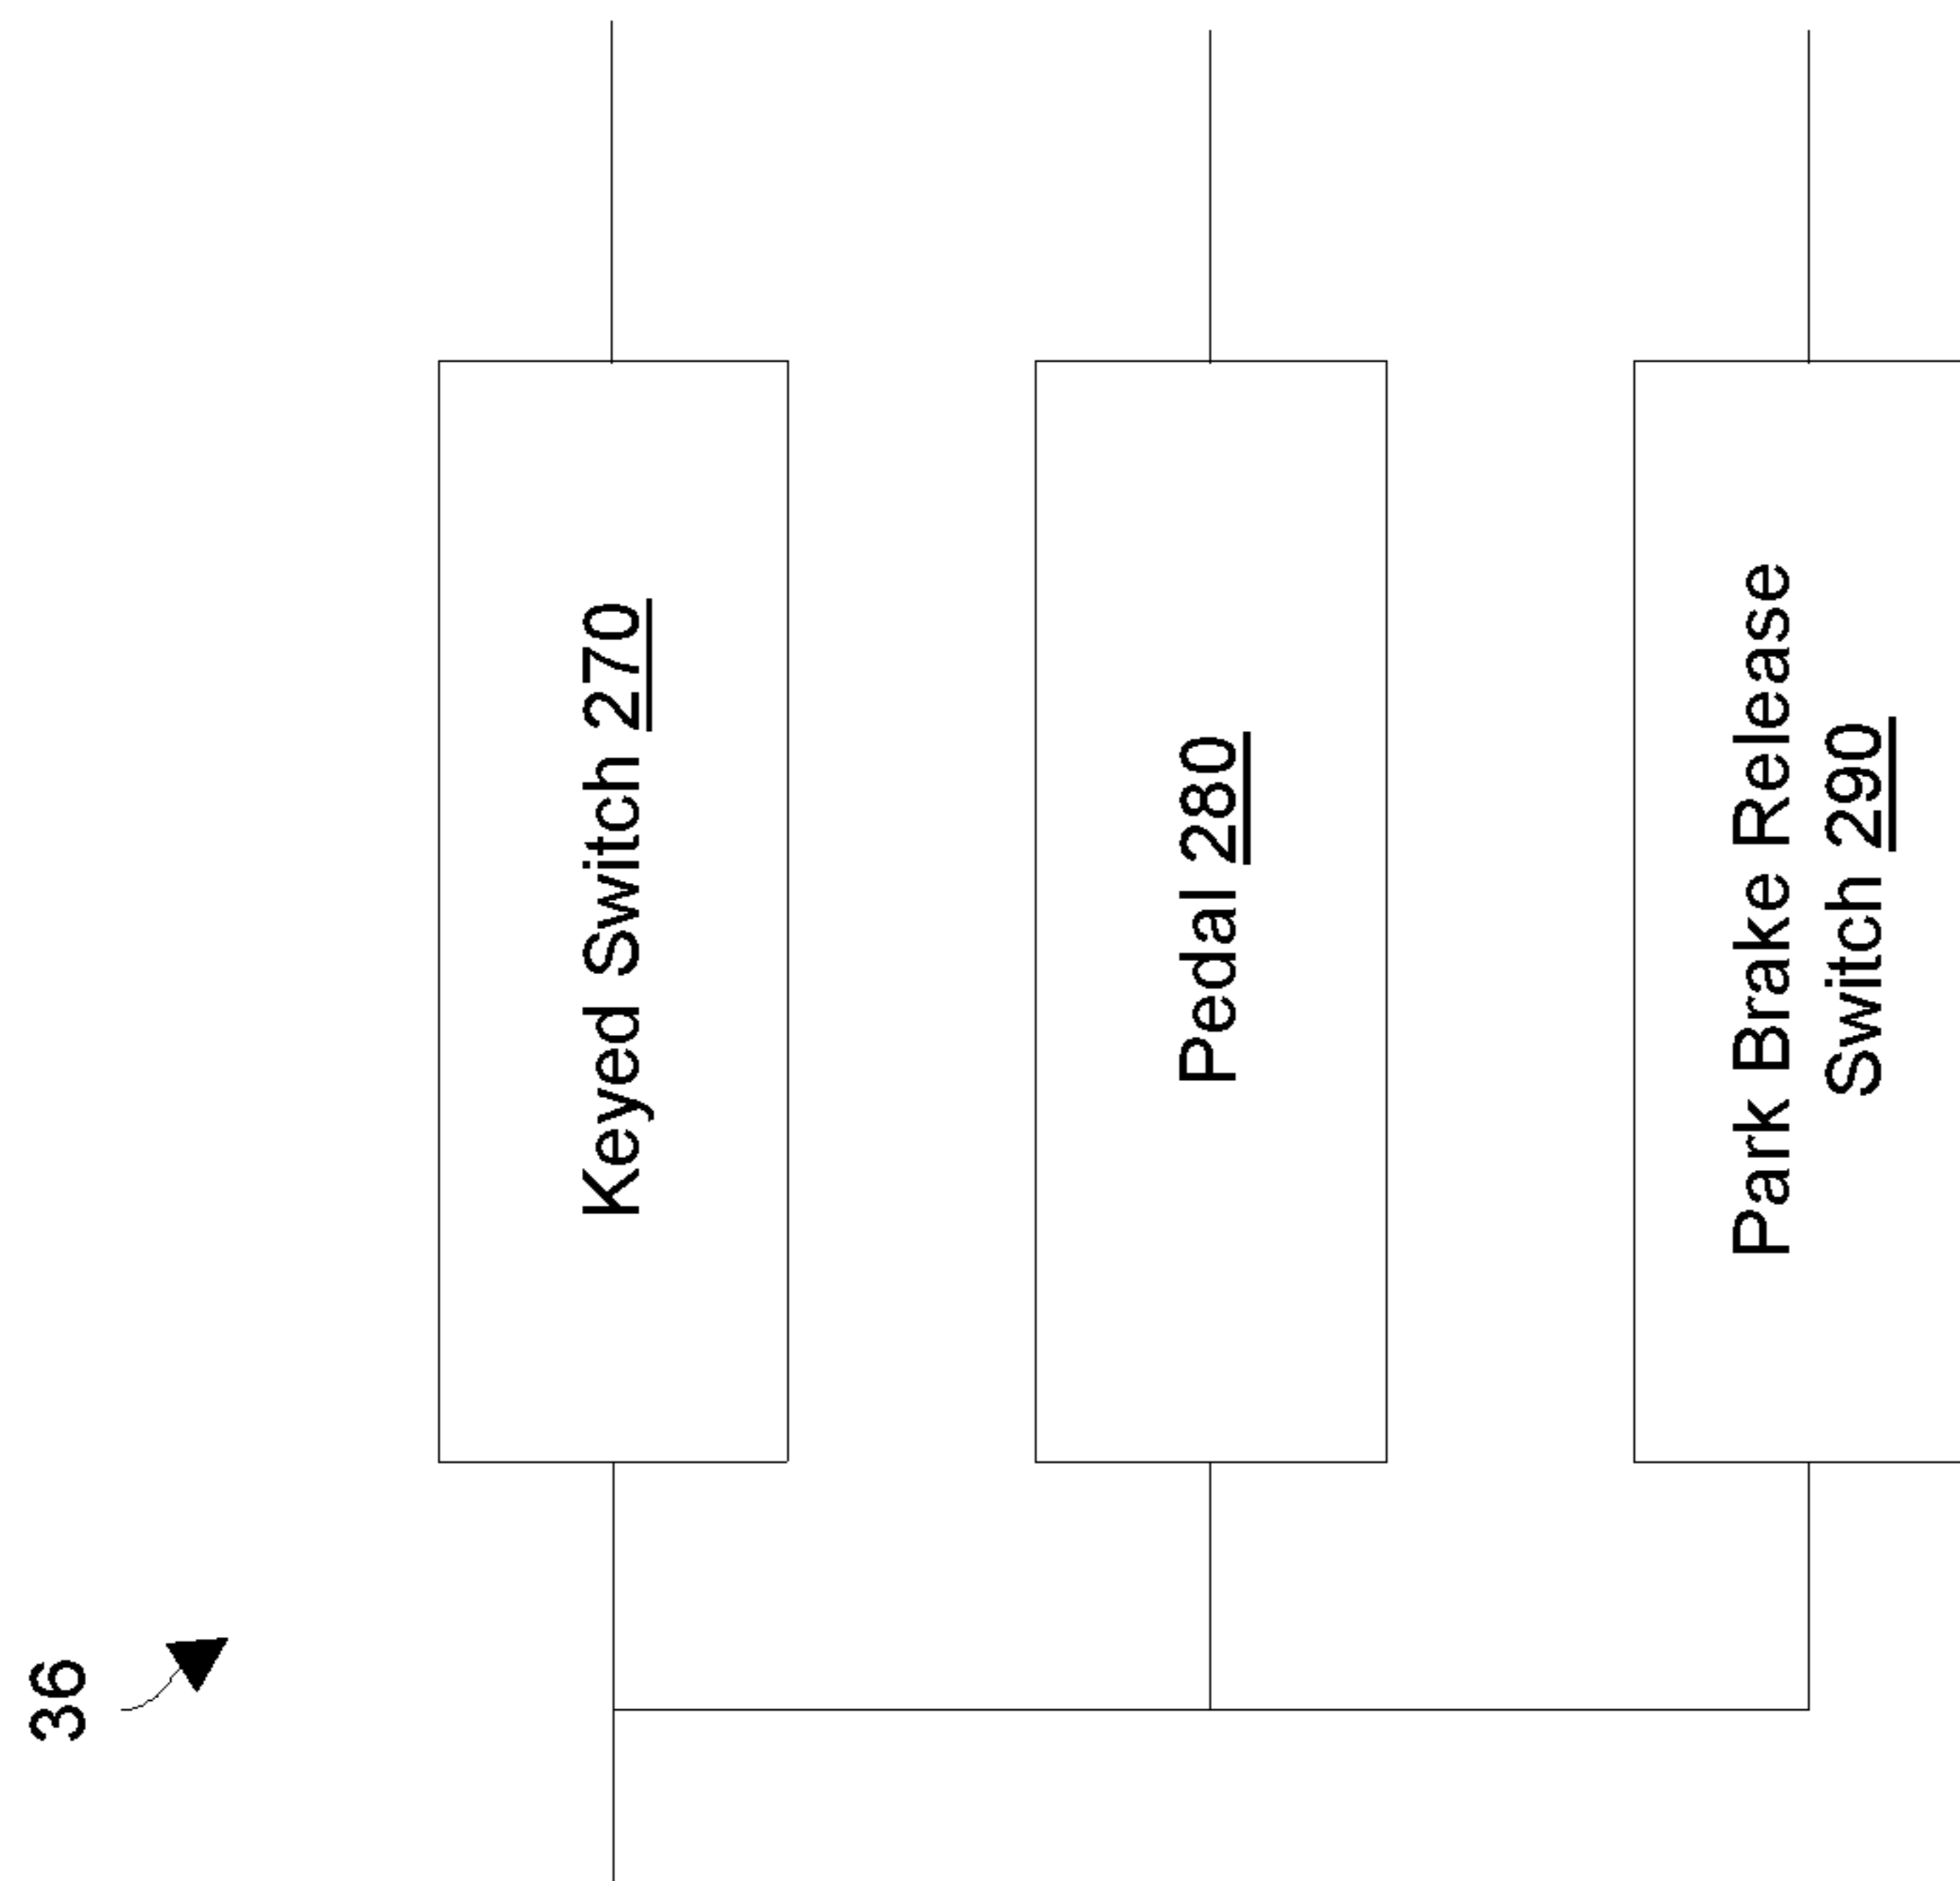 36
Keyed Switch 270
Pedal 280
Park Brake Release
Switch 290